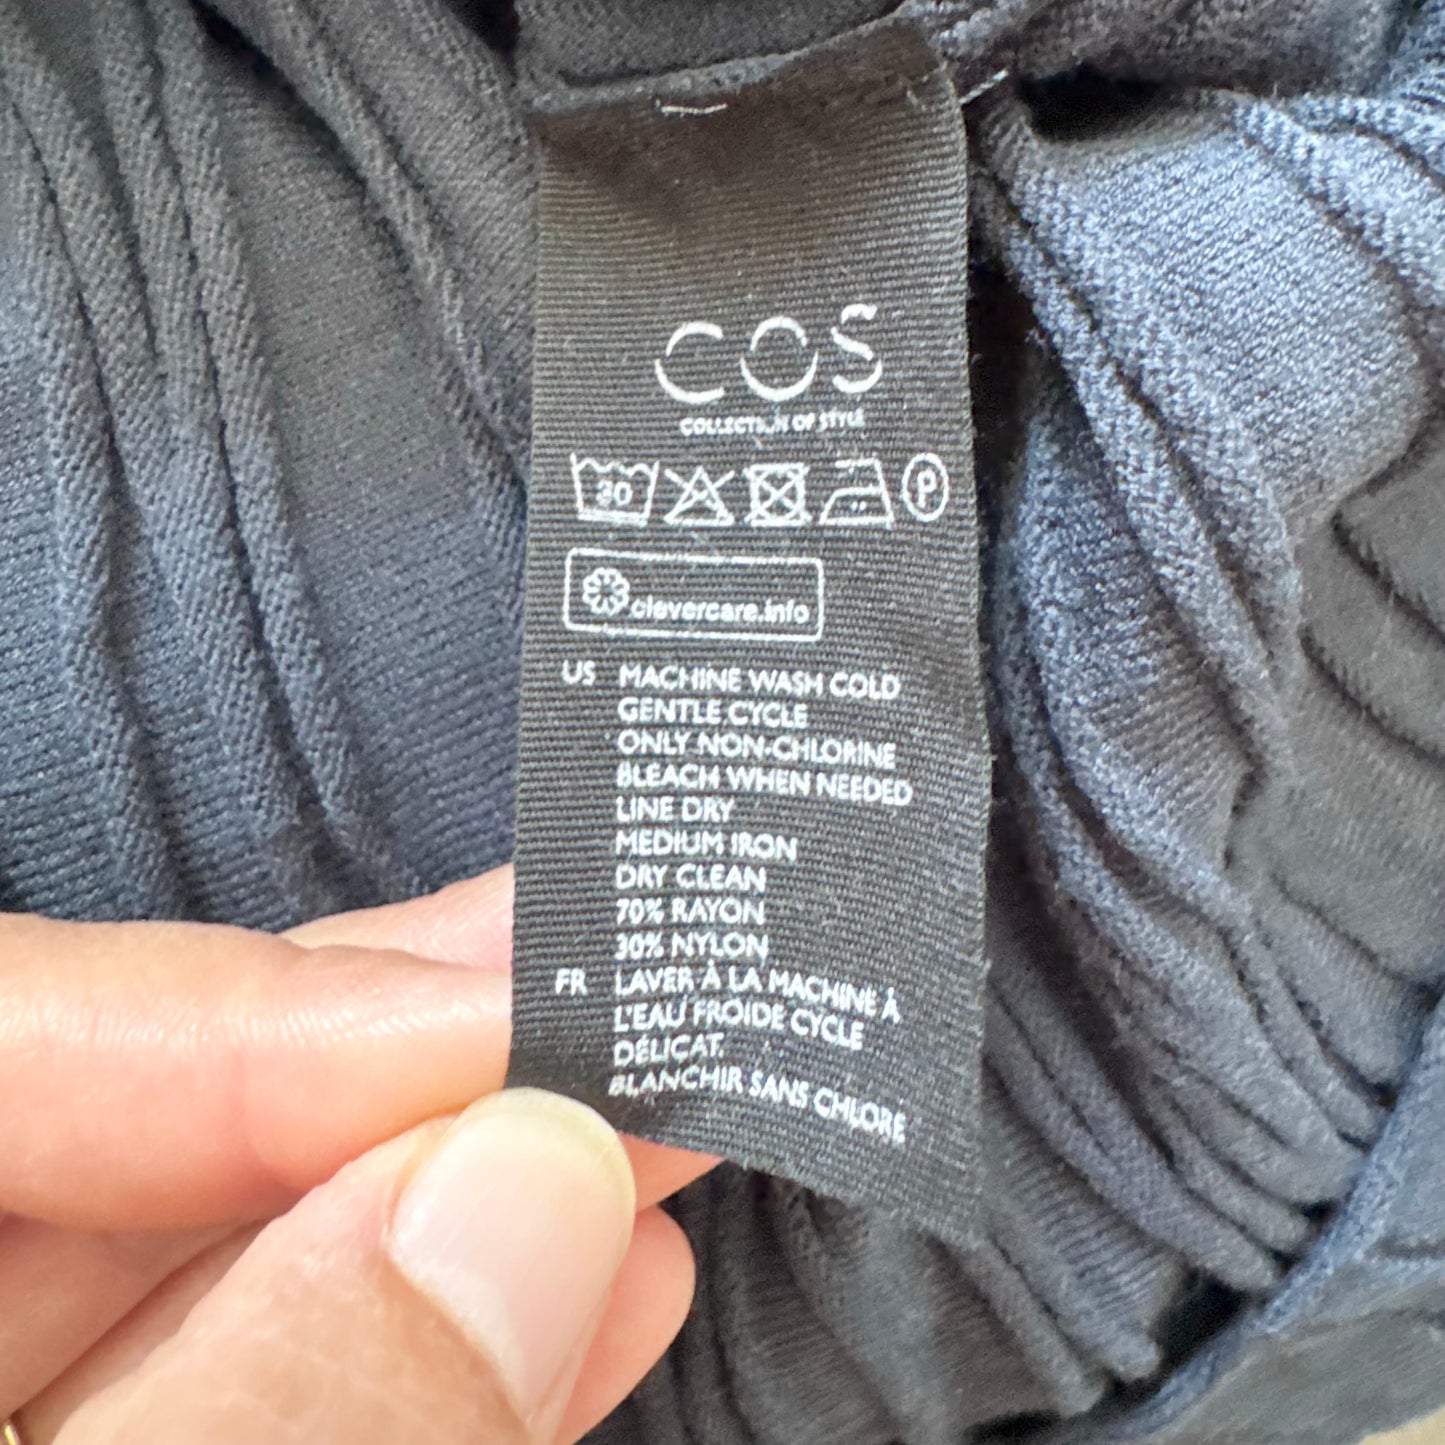 COS
COLLECTION OF STYLE
30 P
clevercare.info
US MACHINE WASH COLD
GENTLE CYCLE
ONLY NON-CHLORINE
BLEACH WHEN NEEDED
LINE DRY
MEDIUM IRON
DRY CLEAN
70% RAYON
30% NYLON
FR LAVER À LA MACHINE À
L'EAU FROIDE CYCLE
DÉLICAT.
BLANCHIR SANS CHLORE